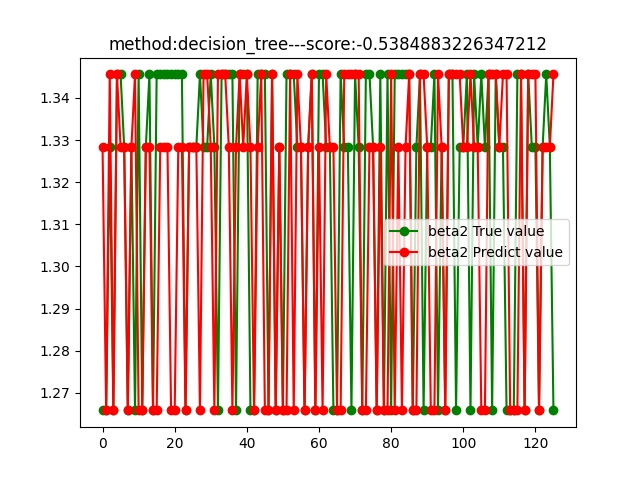 method:decision_tree---score:-0.5384883226347212
1.34
1.33
1.32
1.31
1.30
1.29
1.28
1.27
beta2 True value
beta2 Predict value
0 20 40 60 80 100 120